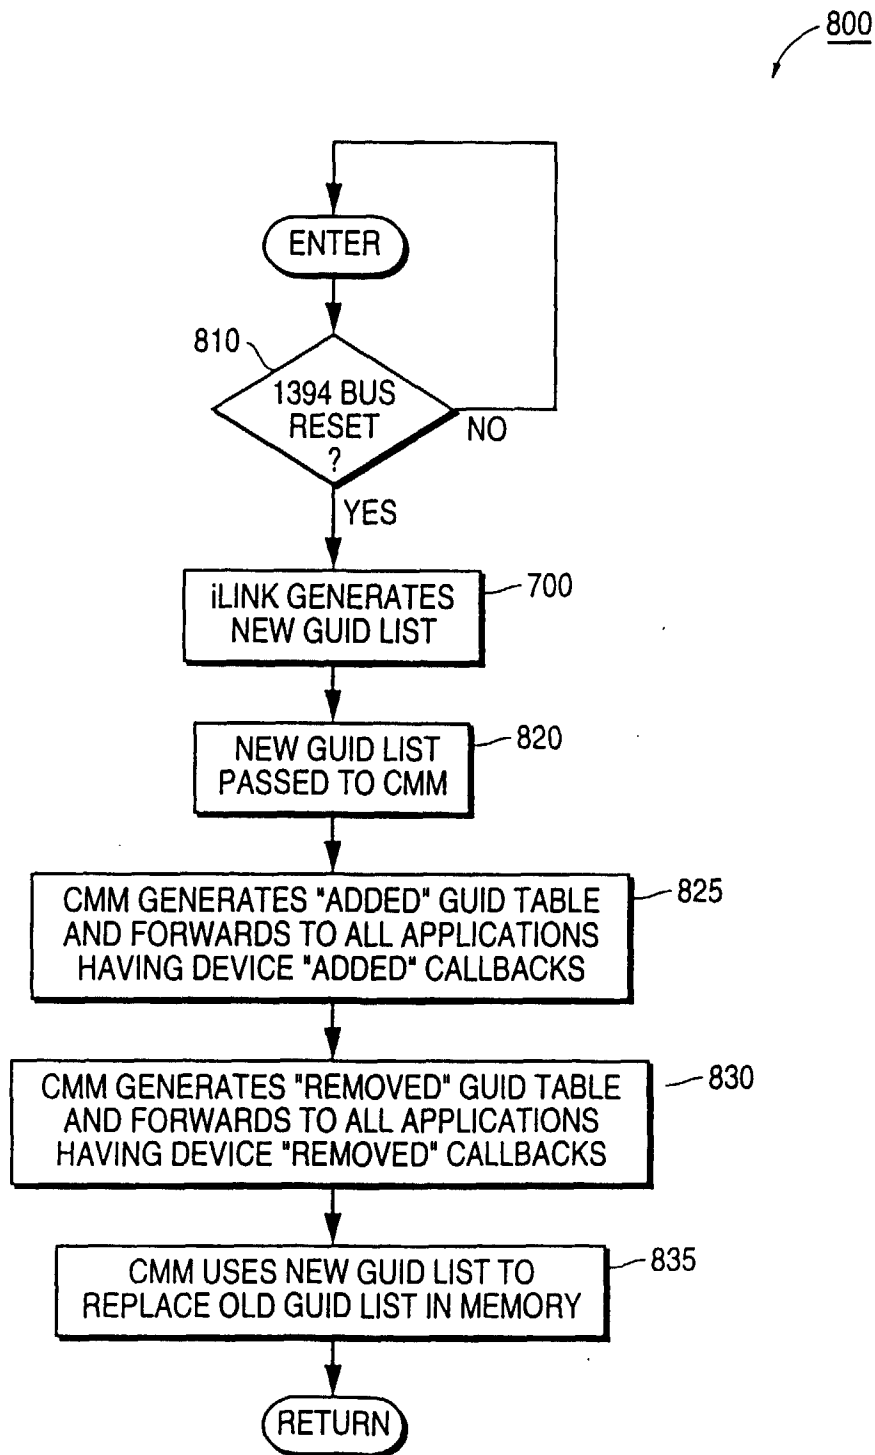 800
ENTER
810
1394 BUS
RESET
?
NO
YES
iLINK GENERATES
NEW GUID LIST
700
NEW GUID LIST
PASSED TO CMM
820
CMM GENERATES "ADDED" GUID TABLE
AND FORWARDS TO ALL APPLICATIONS
HAVING DEVICE "ADDED" CALLBACKS
825
CMM GENERATES "REMOVED" GUID TABLE
AND FORWARDS TO ALL APPLICATIONS
HAVING DEVICE "REMOVED" CALLBACKS
830
CMM USES NEW GUID LIST TO
REPLACE OLD GUID LIST IN MEMORY
835
RETURN